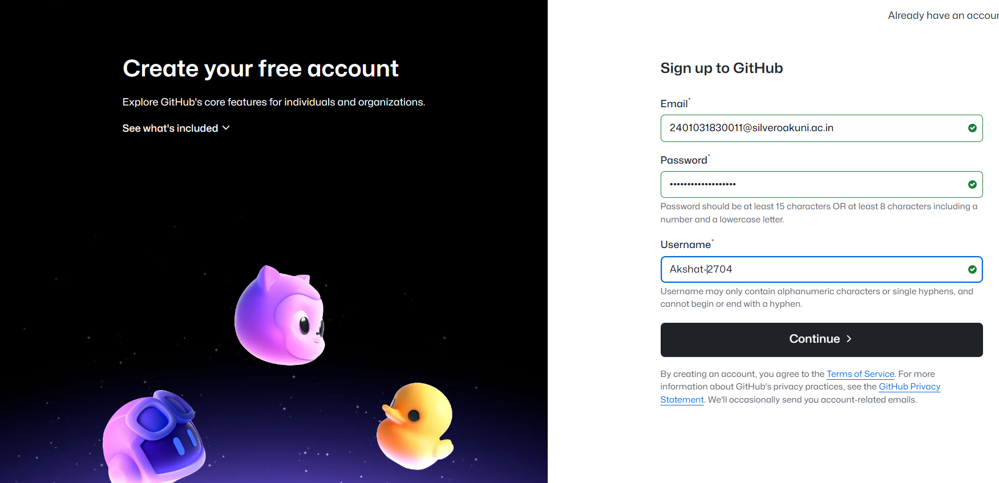 Already have an accour
Create your free account
Explore GitHub's core features for individuals and organizations.
See what's included
Sign up to GitHub
Email*
2401031830011@silveroakuni.ac.in
Password*
•••••••••••••••••••
Password should be at least 15 characters OR at least 8 characters including a
number and a lowercase letter.
Username*
Akshat-2704
Username may only contain alphanumeric characters or single hyphens, and
cannot begin or end with a hyphen.
Continue
By creating an account, you agree to the Terms of Service. For more
information about GitHub's privacy practices, see the GitHub Privacy
Statement. We'll occasionally send you account-related emails.